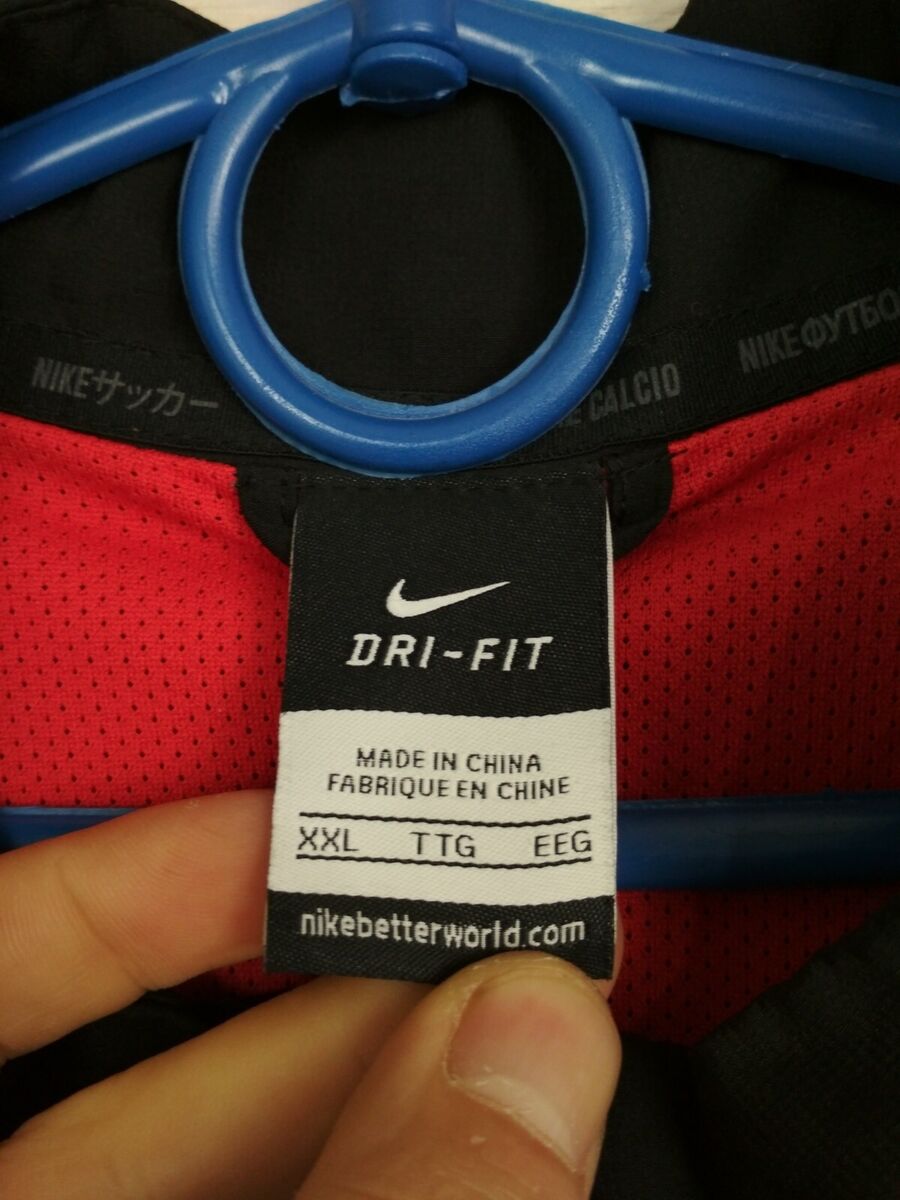 NIKEサッカー
CALCIO
NIKEФУТБО
DRI-FIT
MADE IN CHINA
FABRIQUE EN CHINE
XXL TTG EEG
nikebetterworld.com